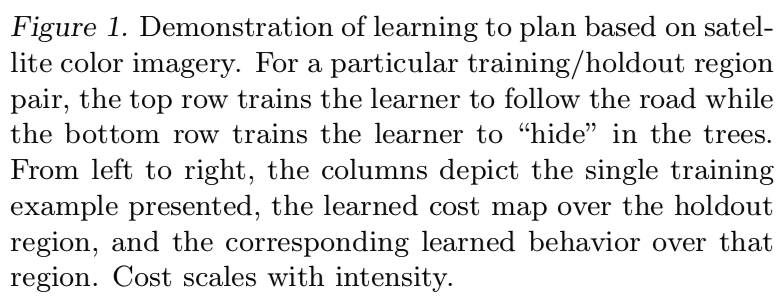 Figure 1. Demonstration of learning to plan based on satel-
lite color imagery. For a particular training/holdout region
pair, the top row trains the learner to follow the road while
the bottom row trains the learner to “hide” in the trees.
From left to right, the columns depict the single training
example presented, the learned cost map over the holdout
region, and the corresponding learned behavior over that
region. Cost scales with intensity.